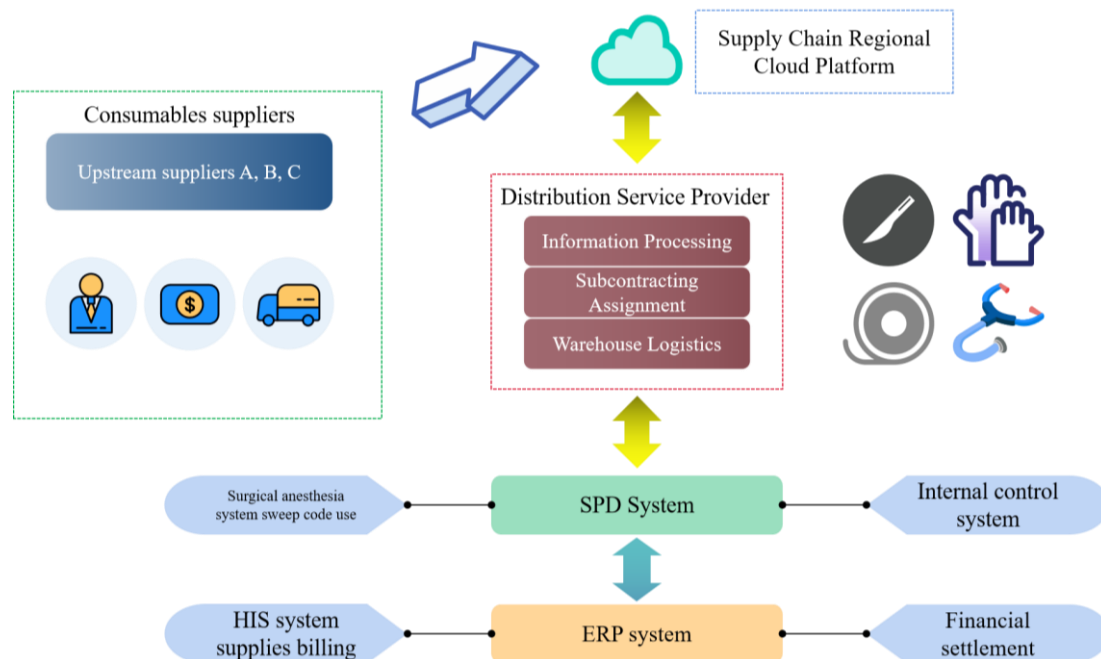 Supply Chain Regional
Cloud Platform
Consumables suppliers
Upstream suppliers A, B, C
$
Distribution Service Provider
Information Processing
Subcontracting
Assignment
Warehouse Logistics
Surgical anesthesia
system sweep code use
SPD System
Internal control
system
HIS system
supplies billing
ERP system
Financial
settlement